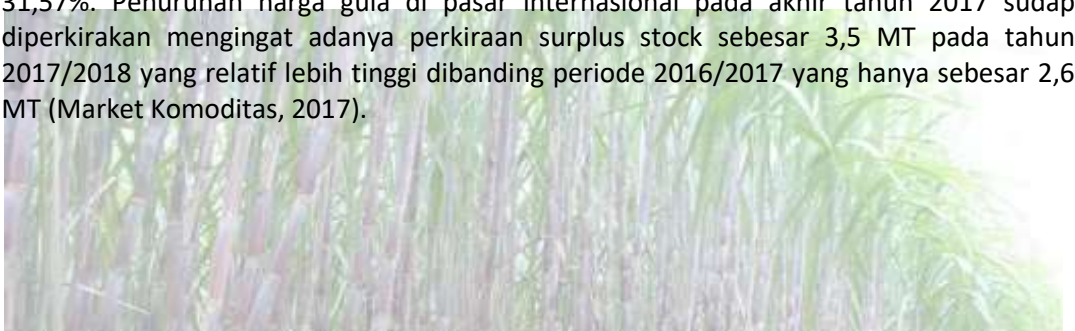 31,57%. Penurunan harga gula di pasar internasional pada akhir tahun 2017 sudap
diperkirakan mengingat adanya perkiraan surplus stock sebesar 3,5 MT pada tahun
2017/2018 yang relatif lebih tinggi dibanding periode 2016/2017 yang hanya sebesar 2,6
MT (Market Komoditas, 2017).